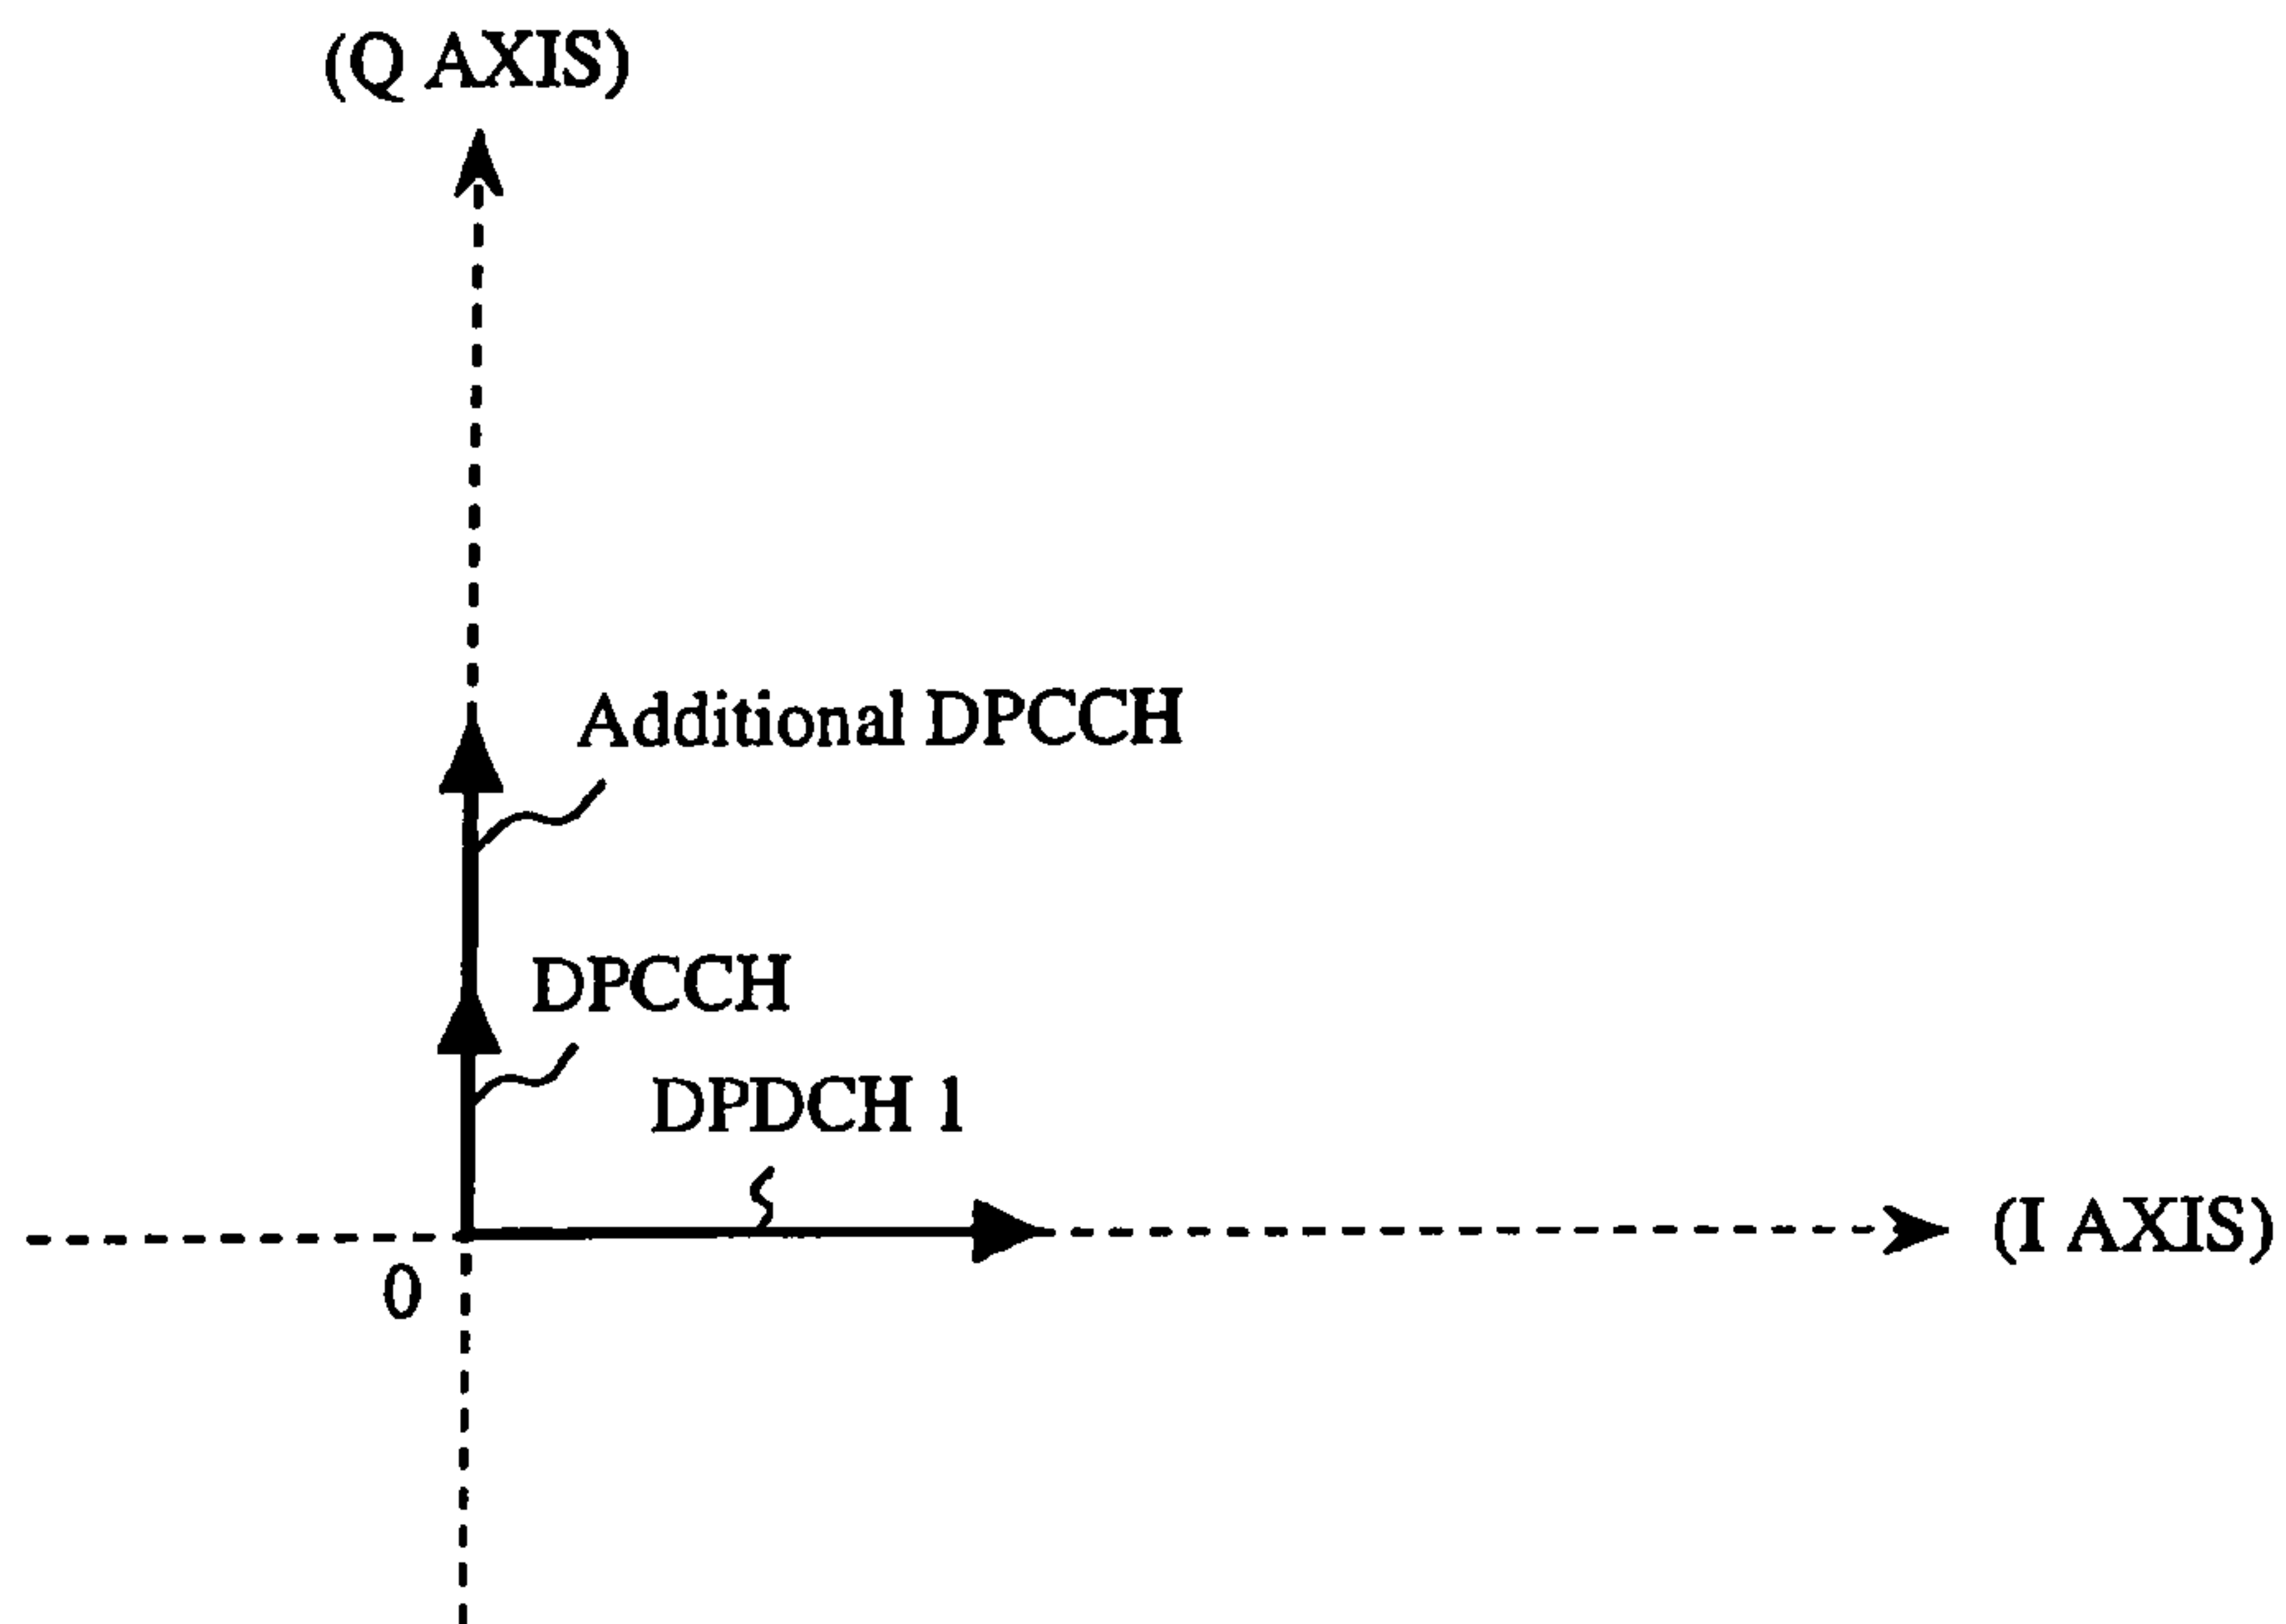 (Q AXIS)
Additional DPCCH
DPCCH
DPDCH 1
(I AXIS)
0